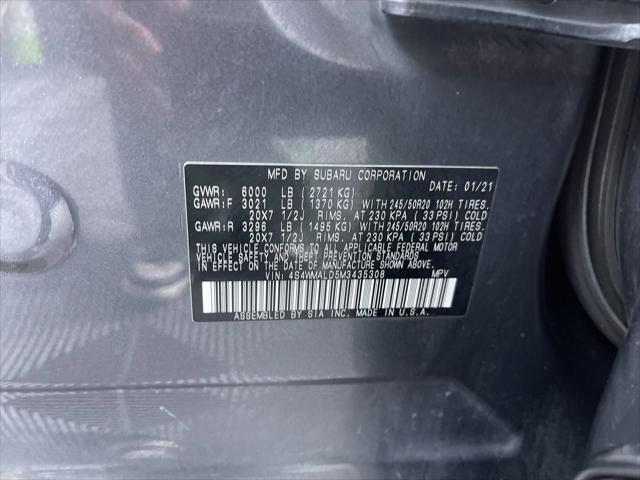 MFD BY SUBARU CORPORATION
GVWR: 6000 LB ( 2721 KG) DATE: 01/21
GAWR:F 3021 LB ( 1370 KG) WITH 245/50R20 102H TIRES.
20X7 1/2J RIMS. AT 230 KPA ( 33 PSI) COLD
GAWR:R 3296 LB ( 1495 KG) WITH 245/50R20 102H TIRES.
20X7 1/2J RIMS. AT 230 KPA ( 33 PSI) COLD
THIS VEHICLE CONFORMS TO ALL APPLICABLE FEDERAL MOTOR
VEHICLE SAFETY AND THEFT PREVENTION STANDARDS
IN EFFECT ON THE DATE OF MANUFACTURE SHOWN ABOVE.
VIN: 4S4WMALD5M3435308 MPV
ASSEMBLED BY SIA INC. MADE IN U.S.A.